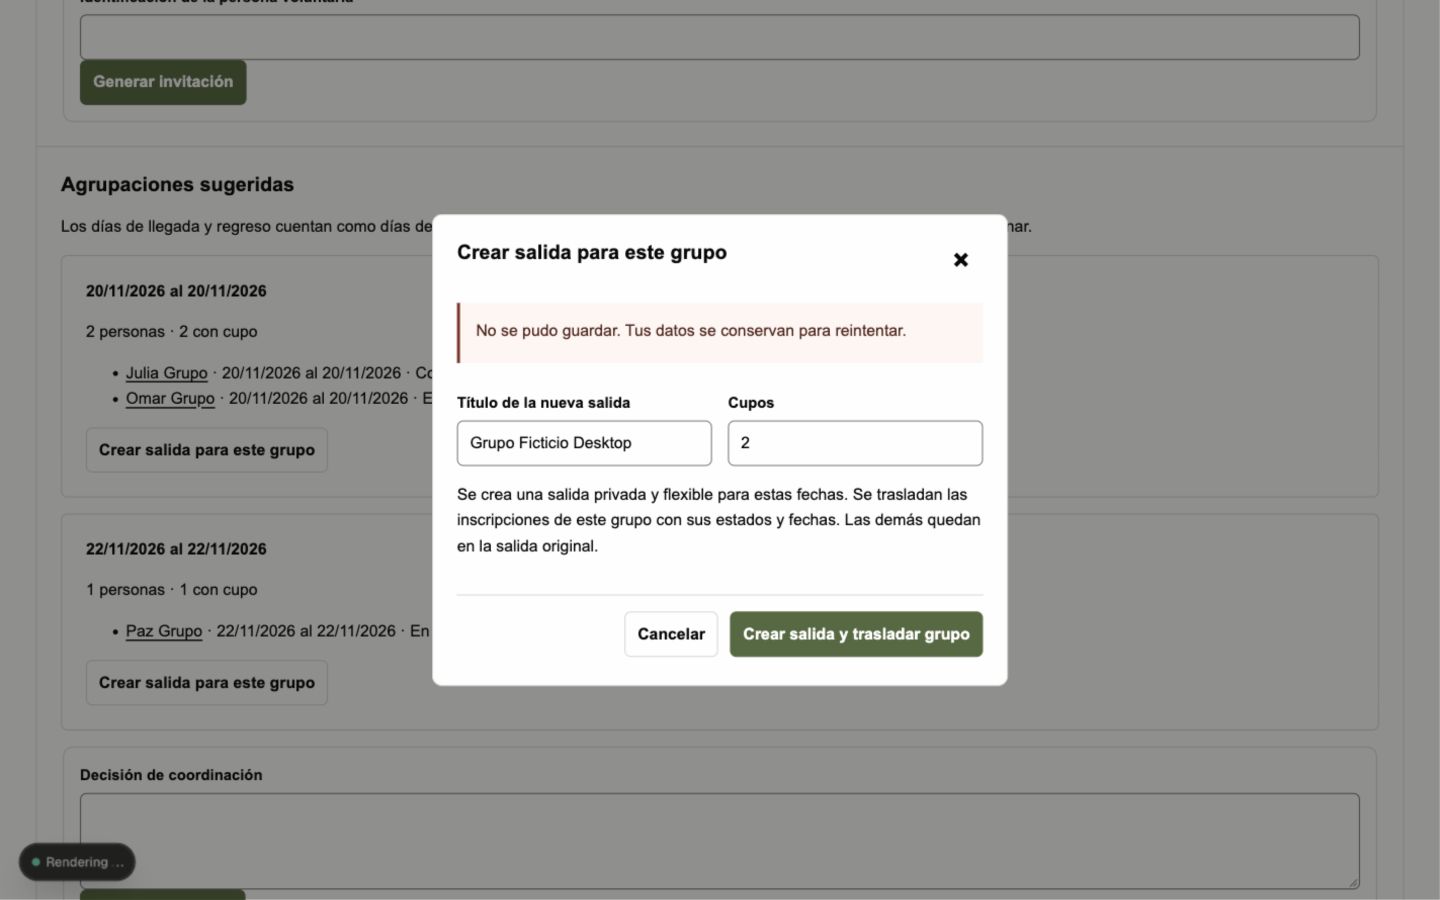 Identificación de la persona voluntaria
Generar invitación
Agrupaciones sugeridas
Los días de llegada y regreso cuentan como días de
nar.
20/11/2026 al 20/11/2026
2 personas · 2 con cupo
• Julia Grupo · 20/11/2026 al 20/11/2026 · Co
• Omar Grupo · 20/11/2026 al 20/11/2026 · E
Crear salida para este grupo
22/11/2026 al 22/11/2026
1 personas · 1 con cupo
• Paz Grupo · 22/11/2026 al 22/11/2026 · En
Crear salida para este grupo
Decisión de coordinación
Rendering ...
Crear salida para este grupo
No se pudo guardar. Tus datos se conservan para reintentar.
Título de la nueva salida
Grupo Ficticio Desktop
Cupos
2
Se crea una salida privada y flexible para estas fechas. Se trasladan las
inscripciones de este grupo con sus estados y fechas. Las demás quedan
en la salida original.
Cancelar
Crear salida y trasladar grupo